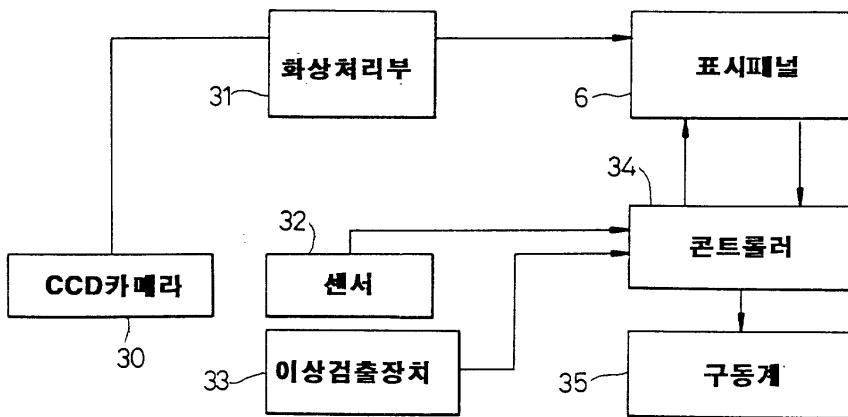 화상처리부
31
표시패널
6
34
32
콘트롤러
CCD카메라
센서
30
이상검출장치
33
구동계
35